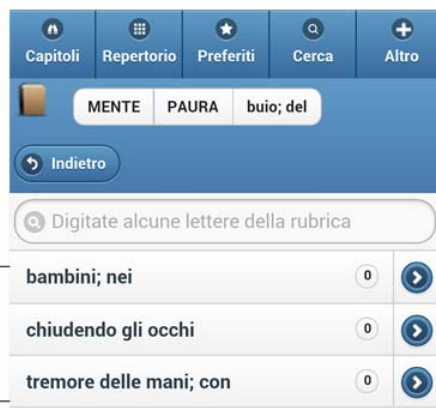 Capitoli Repertorio Preferiti Cerca Altro
MENTE PAURA buio; del
Indietro
Digitate alcune lettere della rubrica
bambini; nei 0
chiudendo gli occhi 0
tremore delle mani; con 0